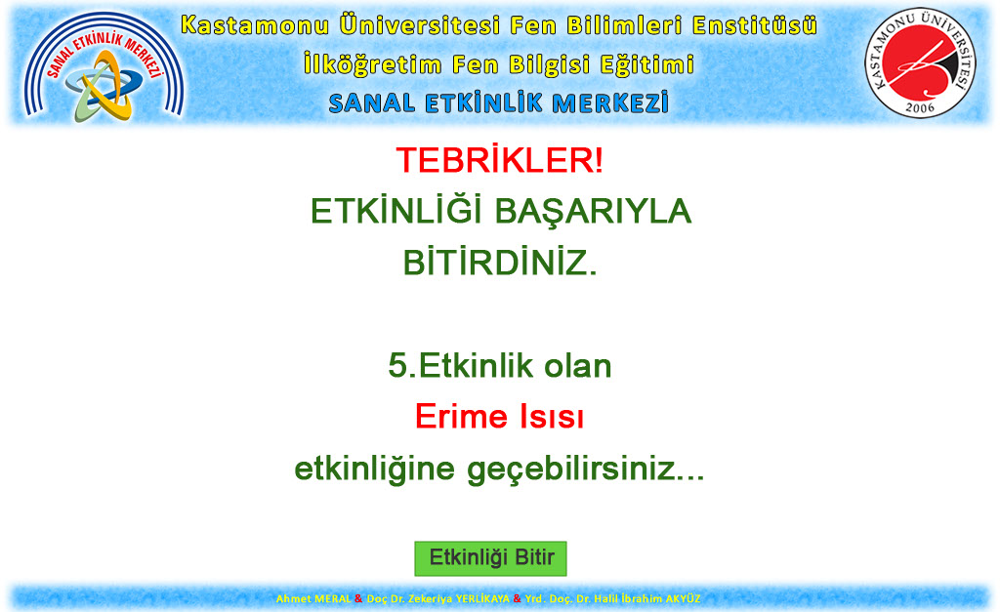 Kastamonu Üniversitesi Fen Bilimleri Enstitüsü
İlköğretim Fen Bilgisi Eğitimi
SANAL ETKİNLİK MERKEZİ
SANAL ETKİNLİK MERKEZİ
KASTAMONU ÜNİVERSİTESİ
2006
TEBRİKLER!
ETKİNLİĞİ BAŞARIYLA
BİTİRDİNİZ.
5.Etkinlik olan
Erime Isısı
etkinliğine geçebilirsiniz...
Etkinliği Bitir
Ahmet MERAL & Doç Dr. Zekeriya YERLİKAYA & Yrd. Doç. Dr. Halil İbrahim AKYÜZ